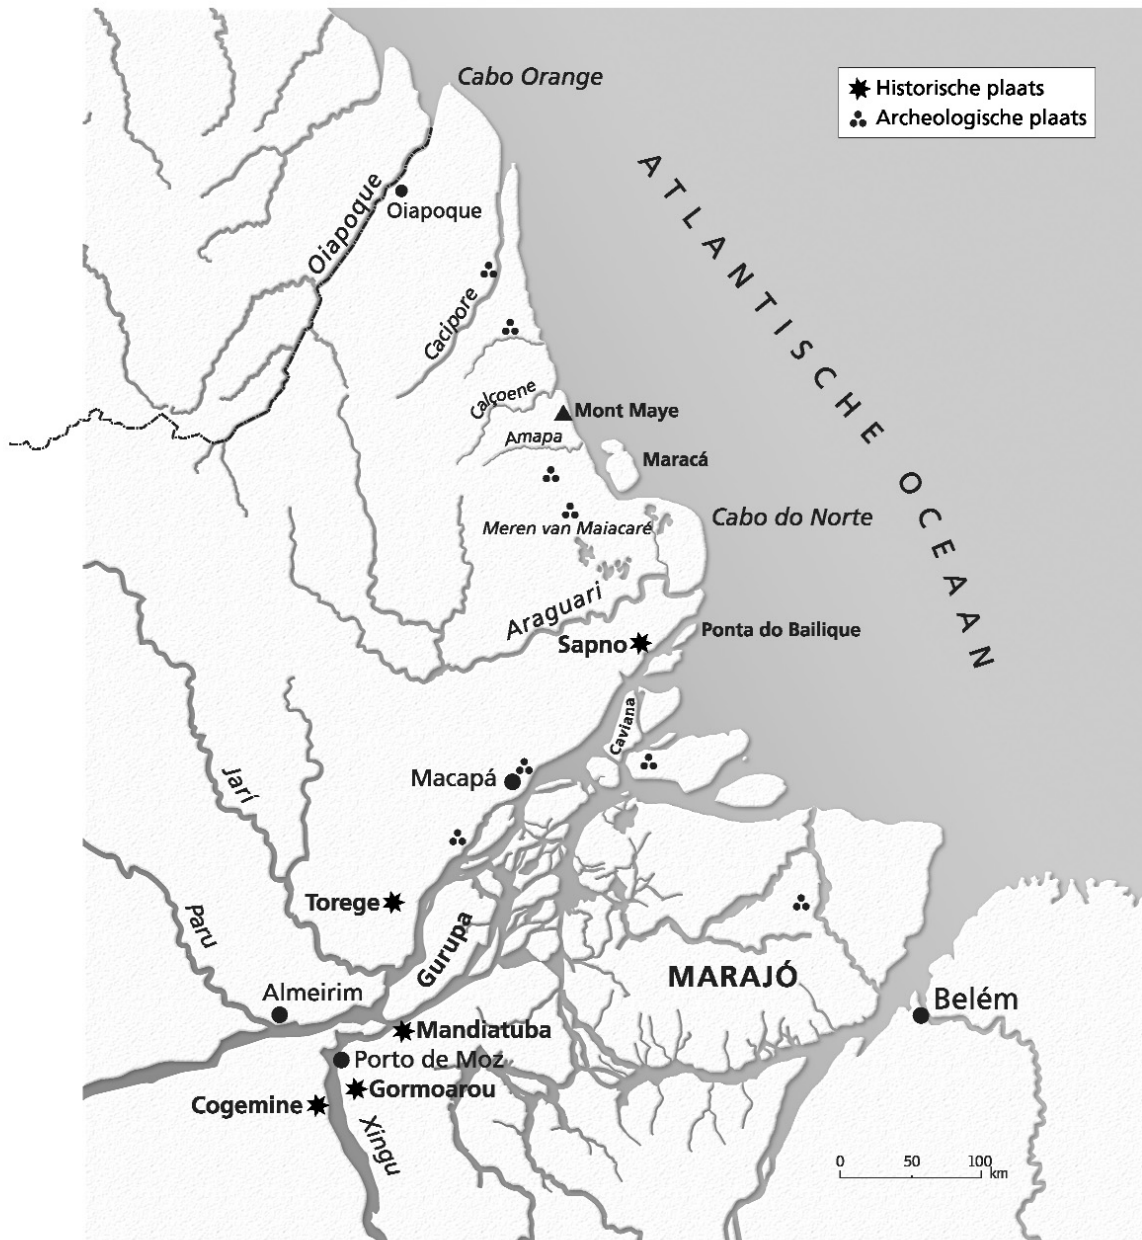 Cabo Orange
Historische plaats
Archeologische plaats
ATLANTISCHE OCEAAN
Oiapoque
Oiapoque
Cacipore
Calçoene
Mont Maye
Amapa
Maracá
Cabo do Norte
Meren van Maiacaré
Araguari
Sapno
Ponta do Bailique
Caviana
Jarí
Macapá
Torege
Paru
Gurupa
MARAJÓ
Almeirim
Belém
Mandiatuba
Porto de Moz
Gormoarou
Cogemine
Xingu
0 50 100
km